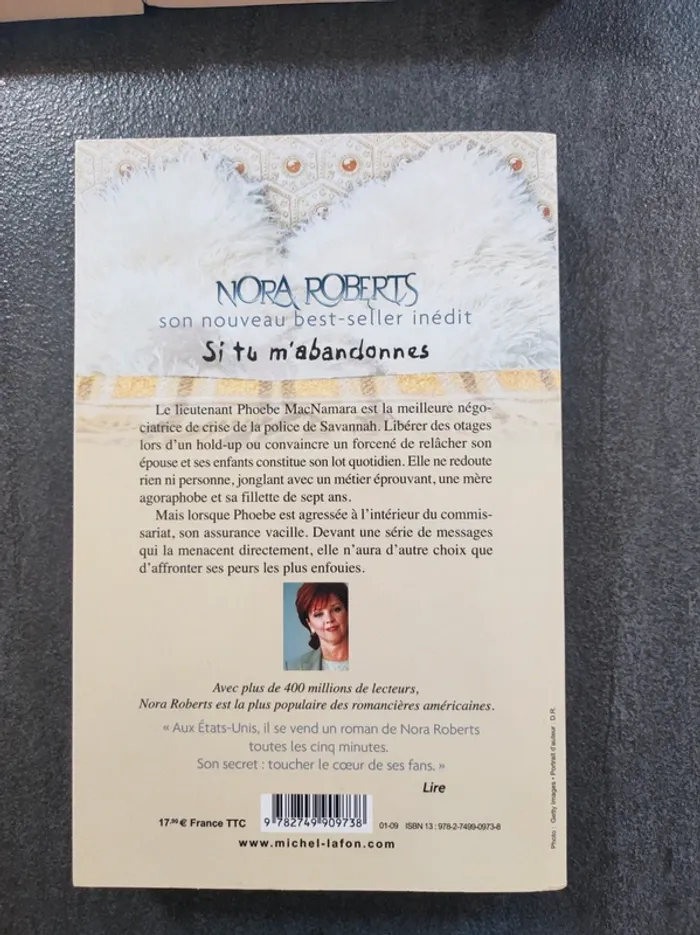 NORA ROBERTS
son nouveau best-seller inédit
Si tu m'abandonnes
Le lieutenant Phoebe MacNamara est la meilleure négo-
ciatrice de crise de la police de Savannah. Libérer des otages
lors d'un hold-up ou convaincre un forcené de relâcher son
épouse et ses enfants constitue son lot quotidien. Elle ne redoute
rien ni personne, jonglant avec un métier éprouvant, une mère
agoraphobe et sa fillette de sept ans.
Mais lorsque Phoebe est agressée à l'intérieur du commis-
sariat, son assurance vacille. Devant une série de messages
qui la menacent directement, elle n'aura d'autre choix que
d'affronter ses peurs les plus enfouies.
Avec plus de 400 millions de lecteurs,
Nora Roberts est la plus populaire des romancières américaines.
« Aux États-Unis, il se vend un roman de Nora Roberts
toutes les cinq minutes.
Son secret : toucher le cœur de ses fans. »
Lire
17,90 € France TTC
9 782749 909738
01-09 ISBN 13 : 978-2-7499-0973-8
www.michel-lafon.com
Photo : Getty Images • Portrait d'auteur : D.R.